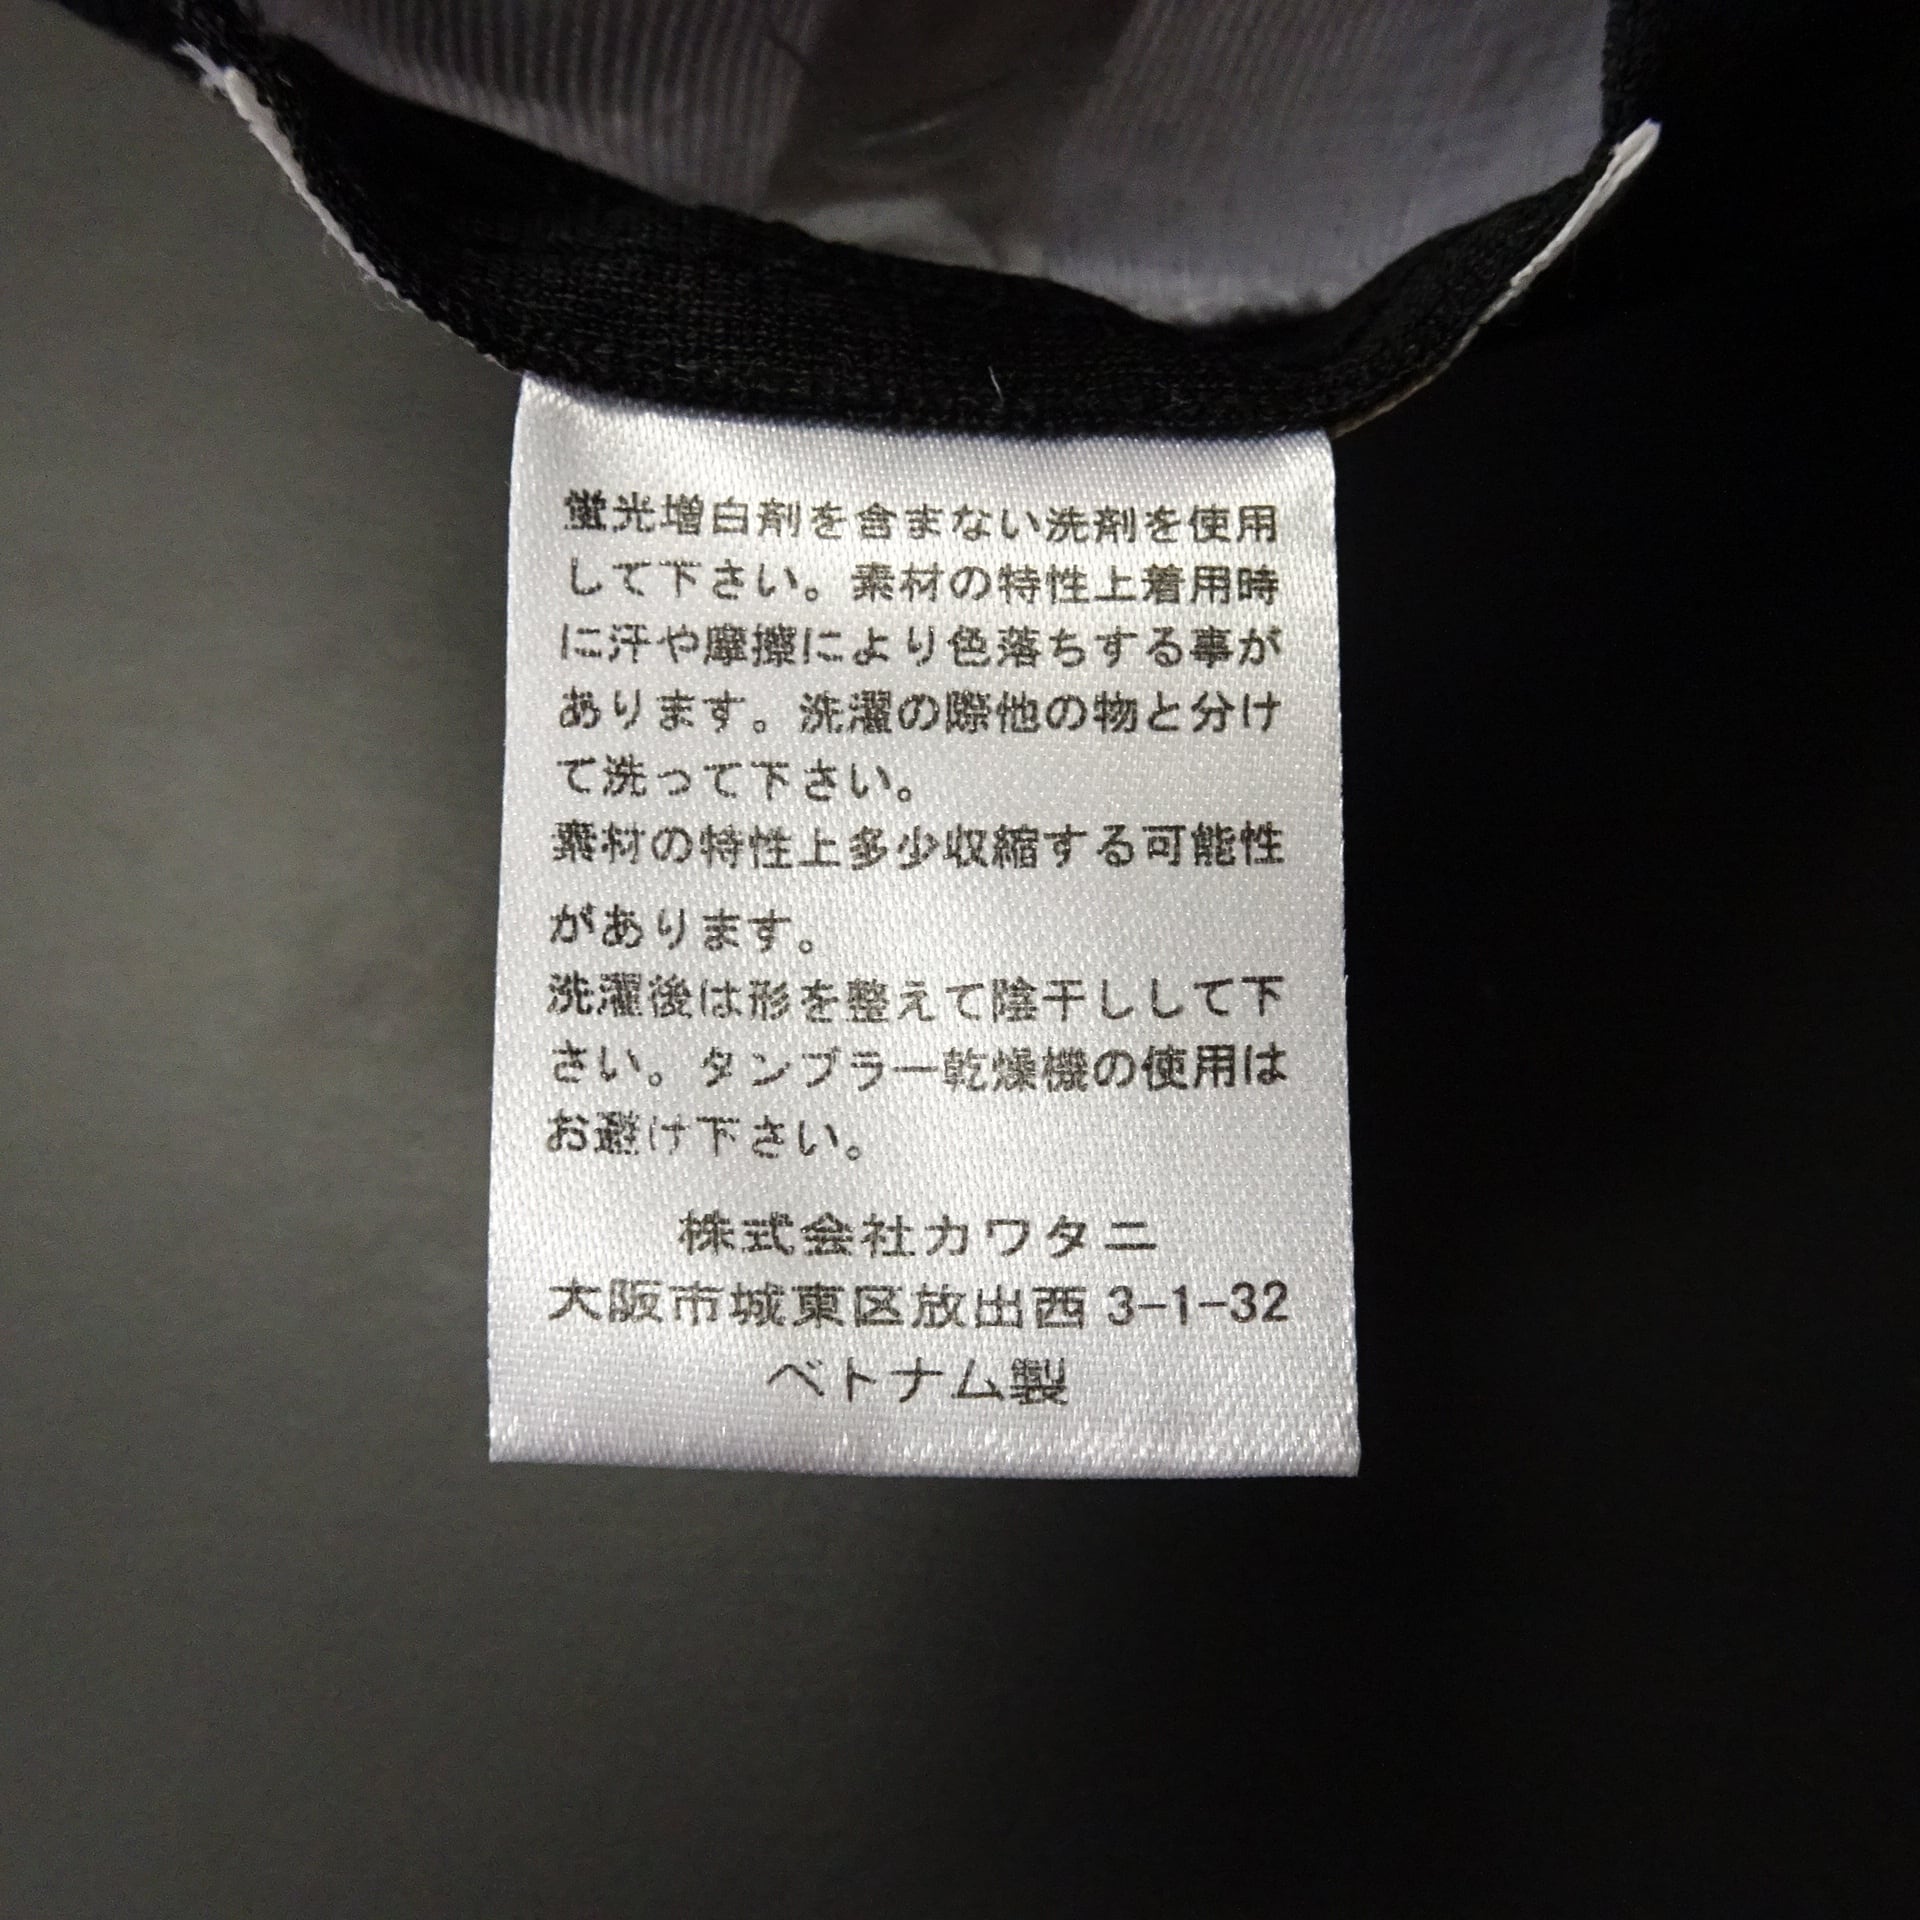 蛍光増白剤を含まない洗剤を使用
して下さい。素材の特性上着用時
に汗や摩擦により色落ちする事が
あります。洗濯の際他の物と分け
て洗って下さい。
素材の特性上多少収縮する可能性
があります。
洗濯後は形を整えて陰干しして下
さい。タンブラー乾燥機の使用は
お避け下さい。
株式会社カワタニ
大阪市城東区放出西3-1-32
ベトナム製